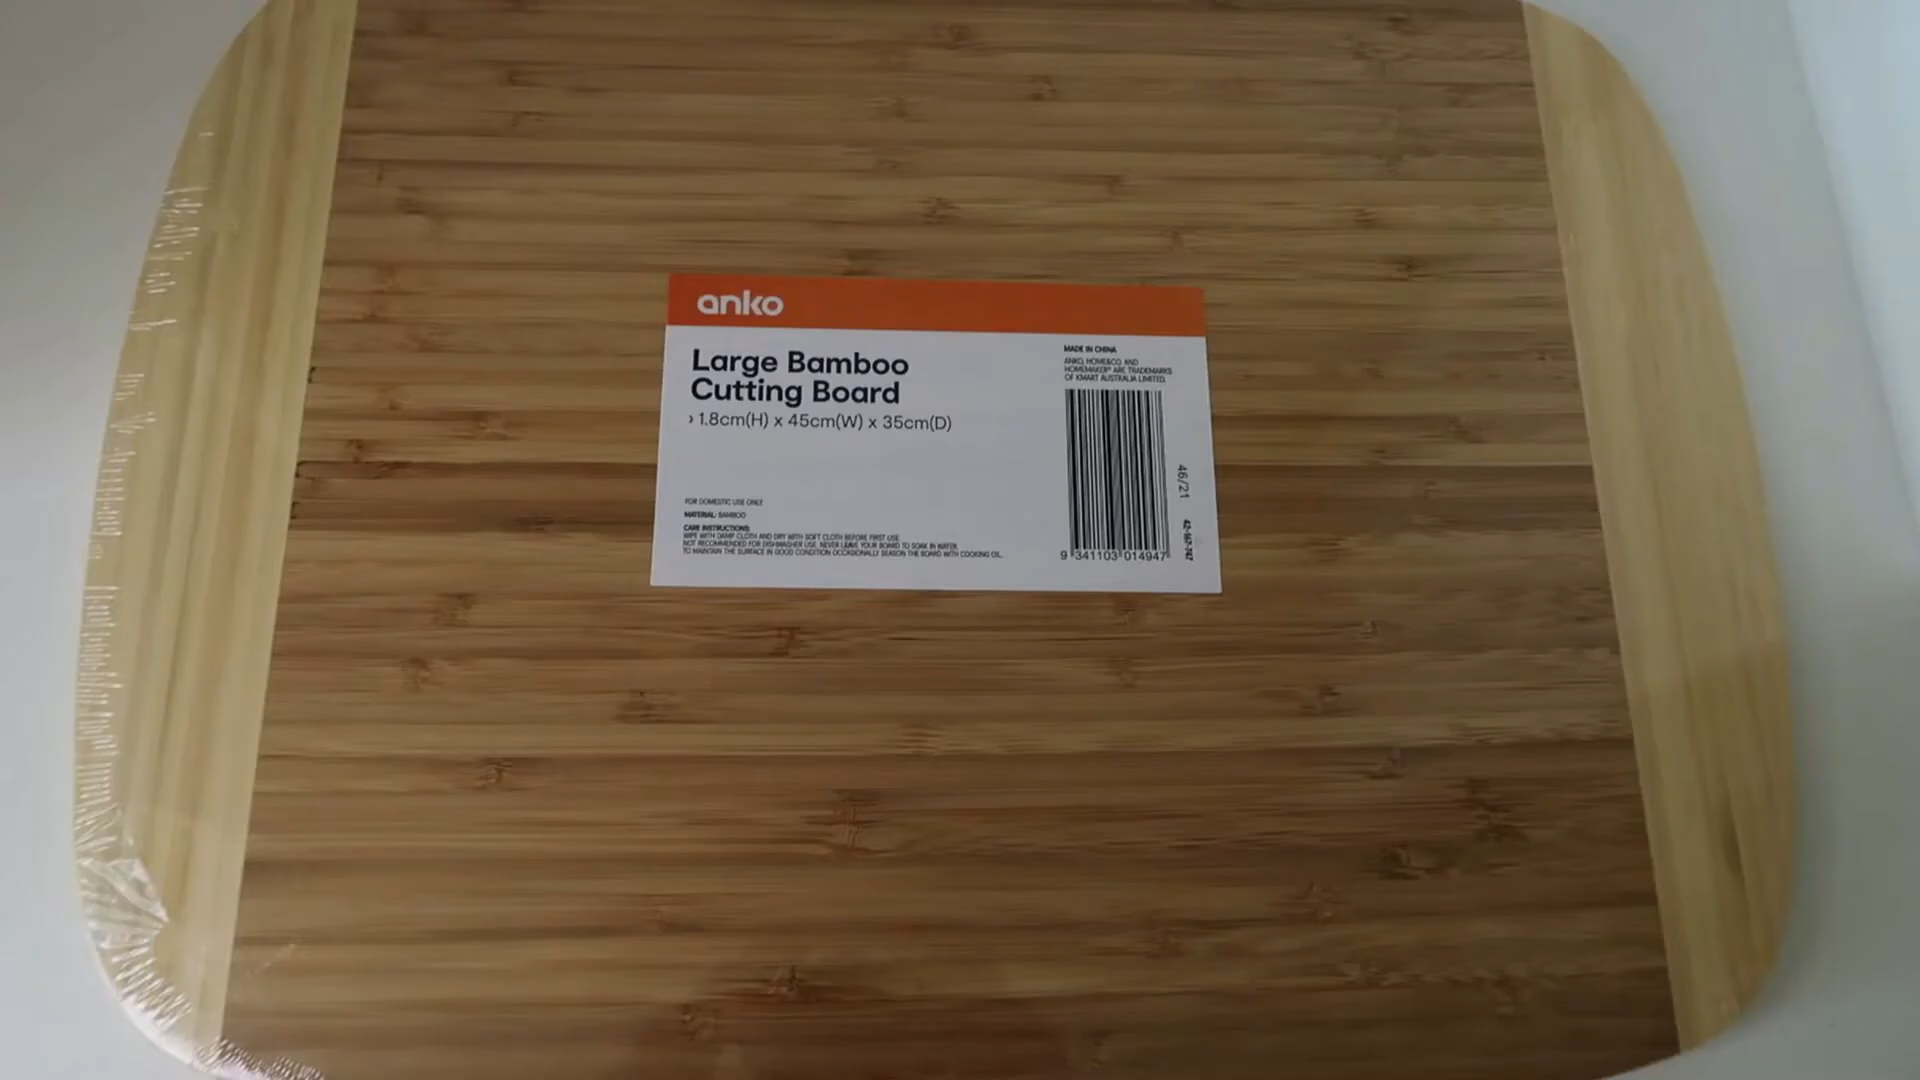 anko
Large Bamboo
Cutting Board
› 1.8cm(H) x 45cm(W) x 35cm(D)
FOR DOMESTIC USE ONLY
MATERIAL: BAMBOO
CARE INSTRUCTIONS:
WIPE WITH DAMP CLOTH AND DRY WITH SOFT CLOTH BEFORE FIRST USE.
NOT RECOMMENDED FOR DISHWASHER USE. NEVER LEAVE YOUR BOARD TO SOAK IN WATER.
TO MAINTAIN THE SURFACE IN GOOD CONDITION OCCASIONALLY SEASON THE BOARD WITH COOKING OIL.
MADE IN CHINA
ANKO, HOME&CO. AND
HOMEMAKER® ARE TRADEMARKS
OF KMART AUSTRALIA LIMITED.
9 341103 014947
46/21
42-167-747